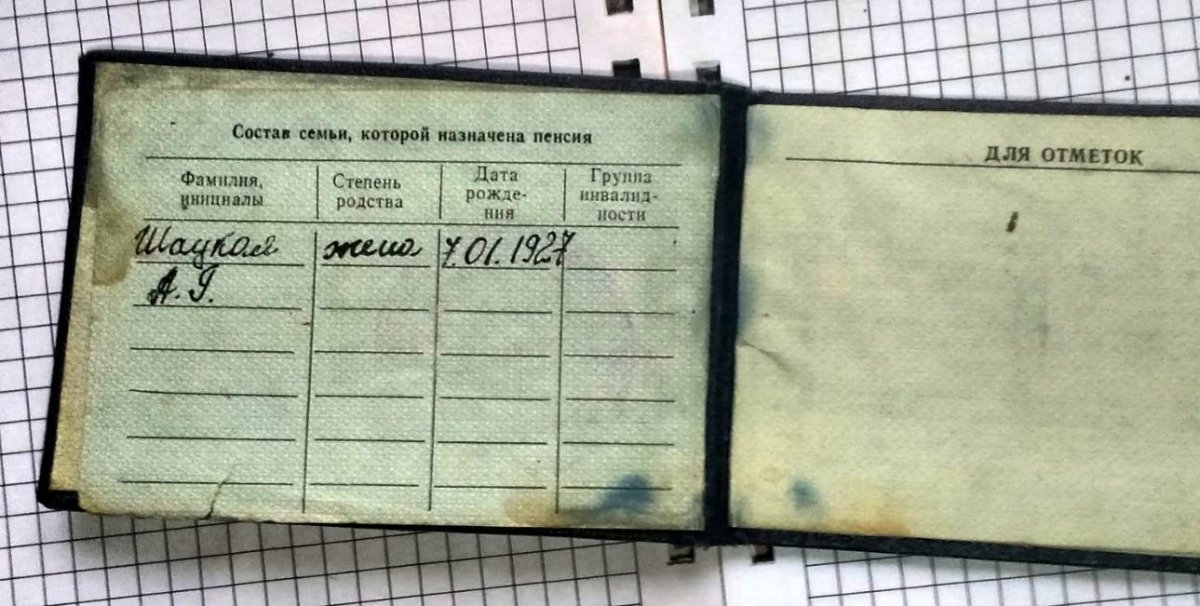 Состав семьи, которой назначена пенсия
Фамилия, инициалы
Степень родства
Дата рожде-ния
Группа инвалид-ности
Шацкая жена 7.01.1927
А. Г.
ДЛЯ ОТМЕТОК